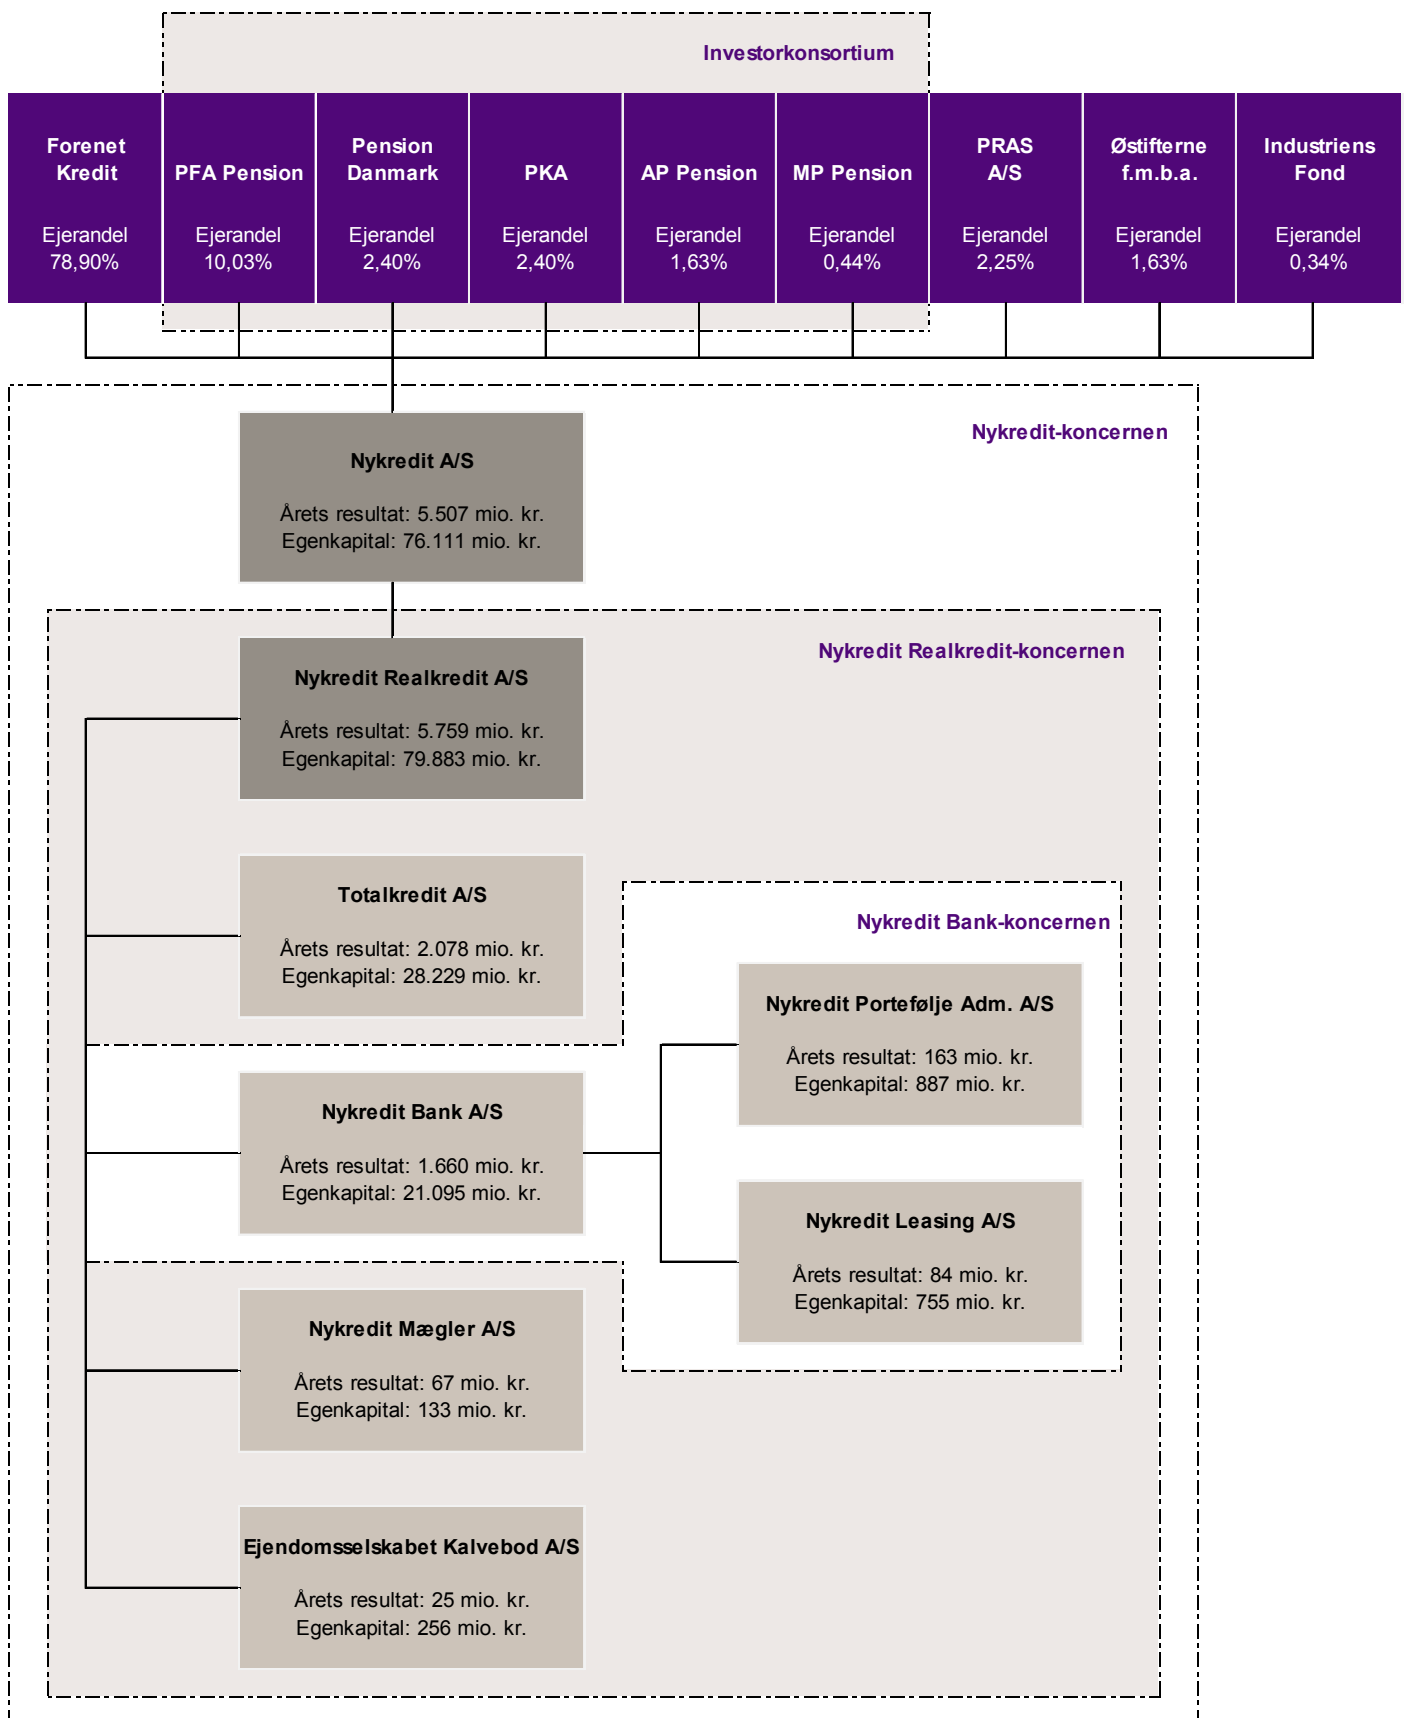 Investorkonsortium
Forenet
Kredit
Ejerandel
78,90%
PFA Pension
Ejerandel
10,03%
Pension
Danmark
Ejerandel
2,40%
PKA
Ejerandel
2,40%
AP Pension
Ejerandel
1,63%
MP Pension
Ejerandel
0,44%
PRAS
A/S
Ejerandel
2,25%
Østifterne
f.m.b.a.
Ejerandel
1,63%
Industriens
Fond
Ejerandel
0,34%
Nykredit-koncernen
Nykredit A/S
Årets resultat: 5.507 mio. kr.
Egenkapital: 76.111 mio. kr.
Nykredit Realkredit-koncernen
Nykredit Realkredit A/S
Årets resultat: 5.759 mio. kr.
Egenkapital: 79.883 mio. kr.
Totalkredit A/S
Årets resultat: 2.078 mio. kr.
Egenkapital: 28.229 mio. kr.
Nykredit Bank-koncernen
Nykredit Portefølje Adm. A/S
Årets resultat: 163 mio. kr.
Egenkapital: 887 mio. kr.
Nykredit Bank A/S
Årets resultat: 1.660 mio. kr.
Egenkapital: 21.095 mio. kr.
Nykredit Leasing A/S
Årets resultat: 84 mio. kr.
Egenkapital: 755 mio. kr.
Nykredit Mægler A/S
Årets resultat: 67 mio. kr.
Egenkapital: 133 mio. kr.
Ejendomsselskabet Kalvebod A/S
Årets resultat: 25 mio. kr.
Egenkapital: 256 mio. kr.